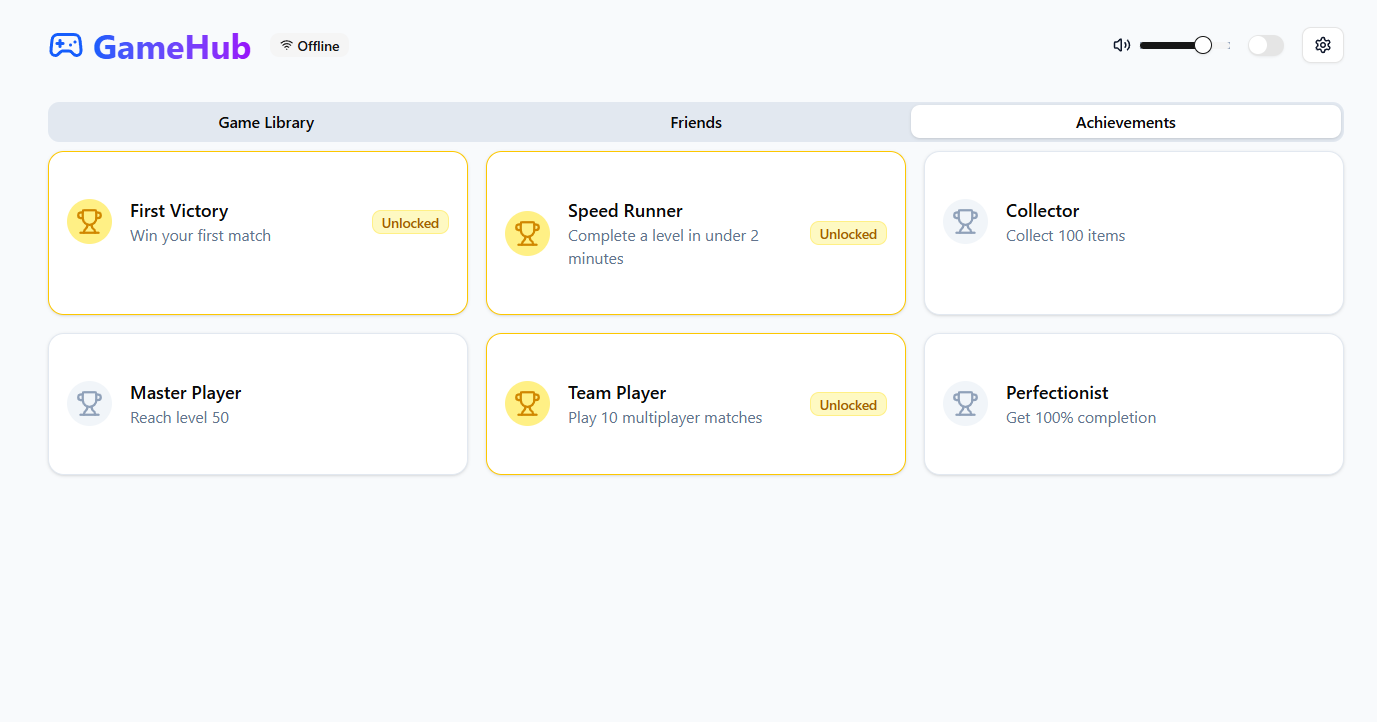 GameHub
Offline
Game Library
Friends
Achievements
First Victory
Win your first match
Unlocked
Speed Runner
Complete a level in under 2
minutes
Unlocked
Collector
Collect 100 items
Master Player
Reach level 50
Team Player
Play 10 multiplayer matches
Unlocked
Perfectionist
Get 100% completion